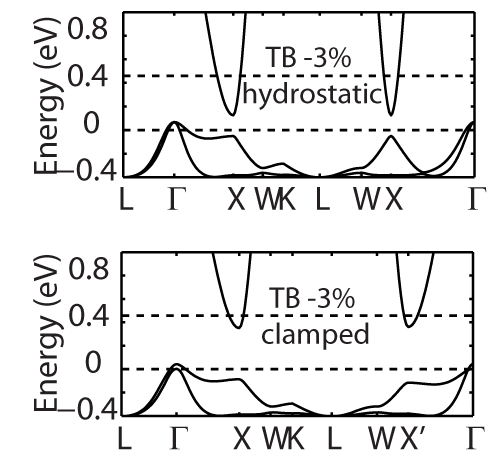 Energy (eV)
0.8
0.4
0
−0.4
TB -3%
hydrostatic
L Γ X W K L W X Γ
Energy (eV)
0.8
0.4
0
−0.4
TB -3%
clamped
L Γ X W K L W X′ Γ